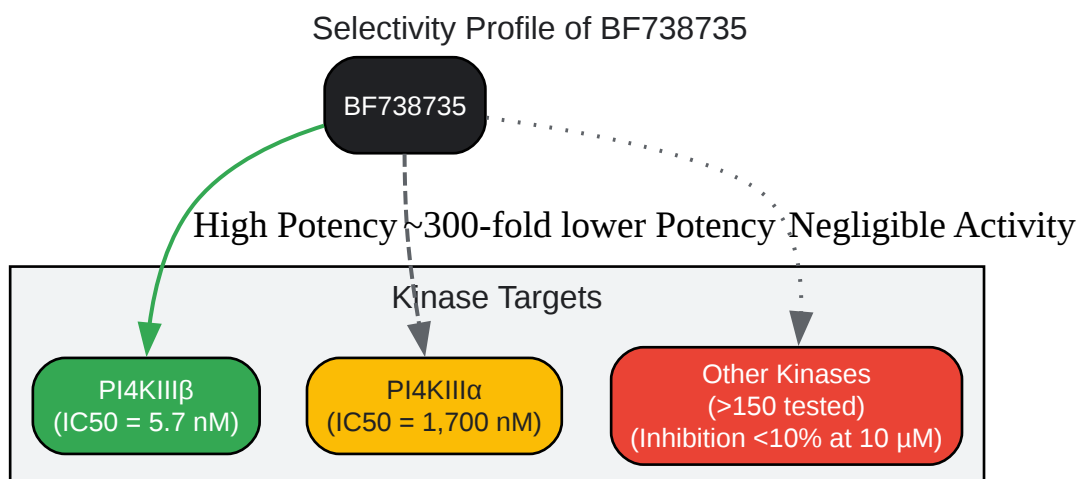 Selectivity Profile of BF738735
BF738735
High Potency
~300-fold lower Potency
Negligible Activity
Kinase Targets
PI4KIIIβ
(IC50 = 5.7 nM)
PI4KIIIα
(IC50 = 1,700 nM)
Other Kinases
(>150 tested)
(Inhibition <10% at 10 µM)